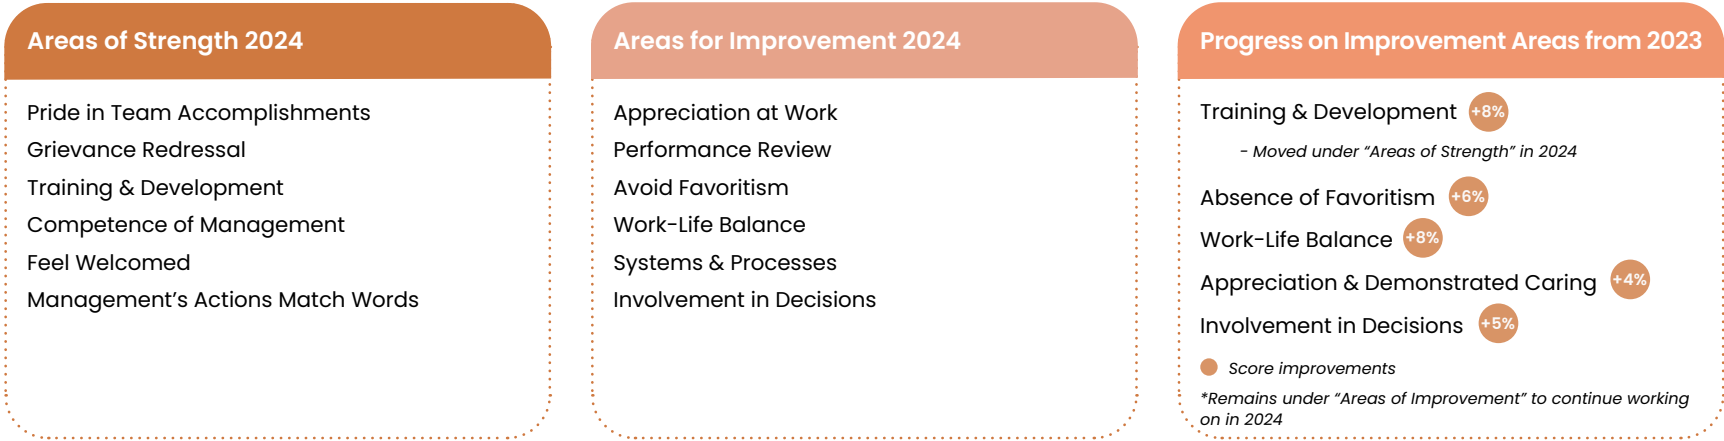 Areas of Strength 2024
Pride in Team Accomplishments
Grievance Redressal
Training & Development
Competence of Management
Feel Welcomed
Management’s Actions Match Words
Areas for Improvement 2024
Appreciation at Work
Performance Review
Avoid Favoritism
Work-Life Balance
Systems & Processes
Involvement in Decisions
Progress on Improvement Areas from 2023
Training & Development +8%
- Moved under “Areas of Strength” in 2024
Absence of Favoritism +6%
Work-Life Balance +8%
Appreciation & Demonstrated Caring +4%
Involvement in Decisions +5%
Score improvements
*Remains under “Areas of Improvement” to continue working
on in 2024